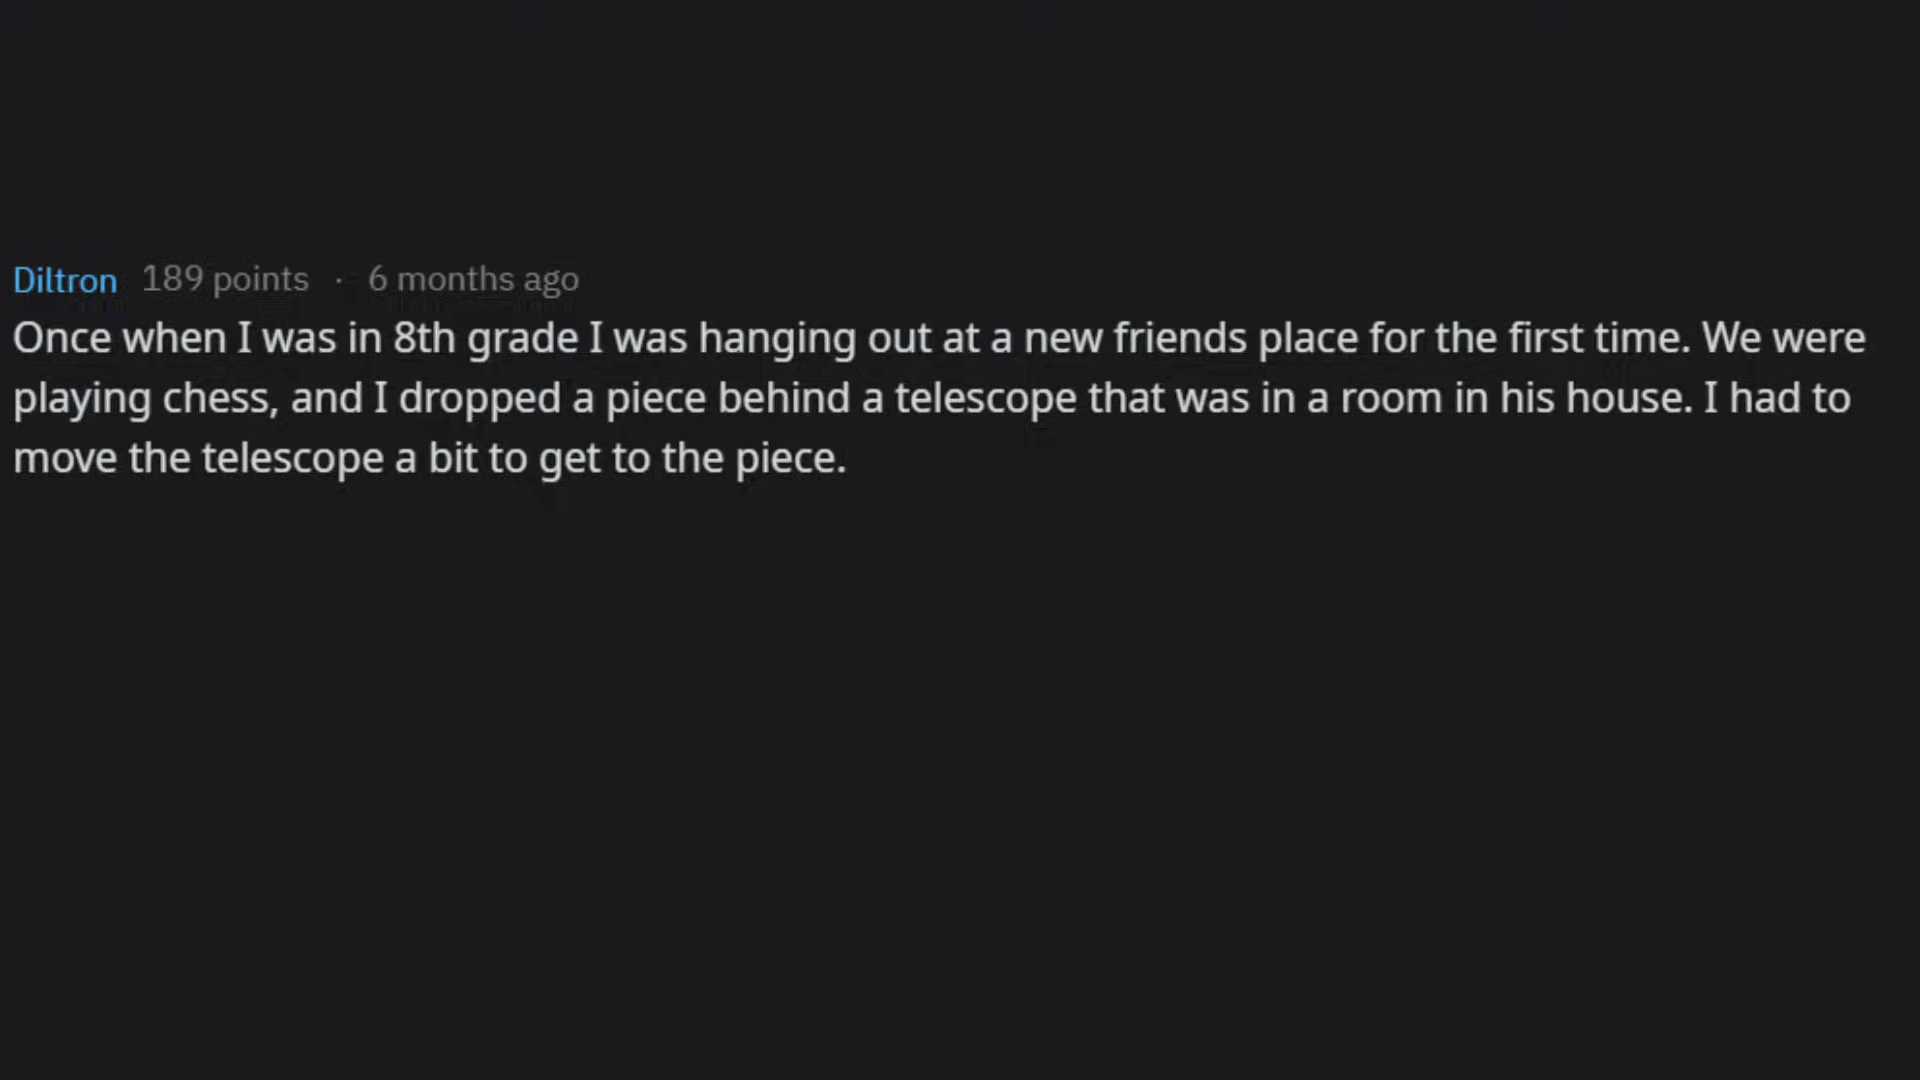 Diltron 189 points · 6 months ago
Once when I was in 8th grade I was hanging out at a new friends place for the first time. We were
playing chess, and I dropped a piece behind a telescope that was in a room in his house. I had to
move the telescope a bit to get to the piece.